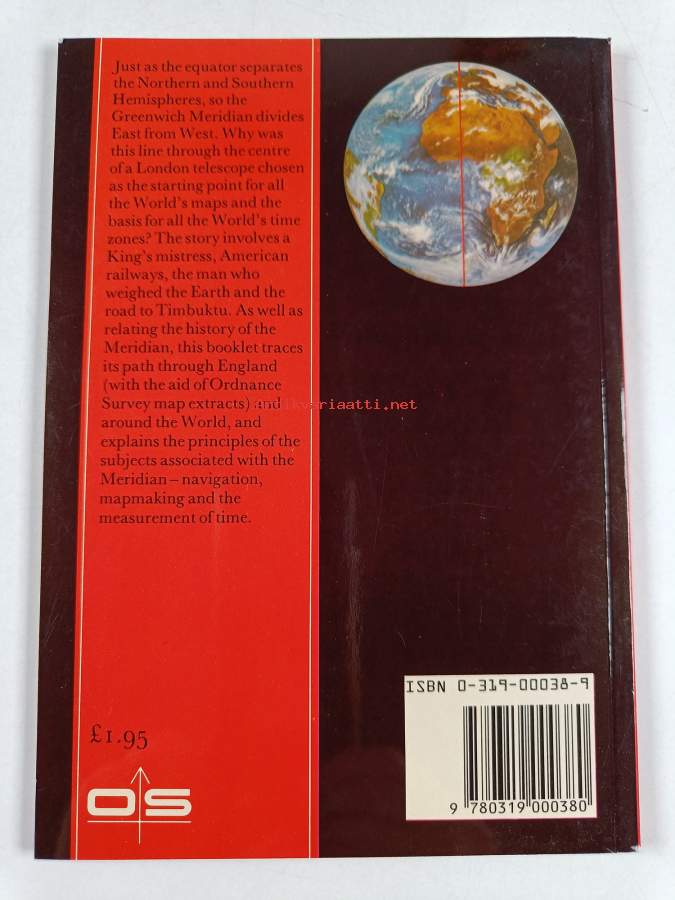 Just as the equator separates
the Northern and Southern
Hemispheres, so the
Greenwich Meridian divides
East from West. Why was
this line through the centre
of a London telescope chosen
as the starting point for all
the World's maps and the
basis for all the World's time
zones? The story involves a
King's mistress, American
railways, the man who
weighed the Earth and the
road to Timbuktu. As well as
relating the history of the
Meridian, this booklet traces
its path through England
(with the aid of Ordnance
Survey map extracts) and
around the World, and
explains the principles of the
subjects associated with the
Meridian – navigation,
mapmaking and the
measurement of time.
£1.95
OS
ISBN 0-319-00038-9
9 780319 000380
antikvariaatti.net